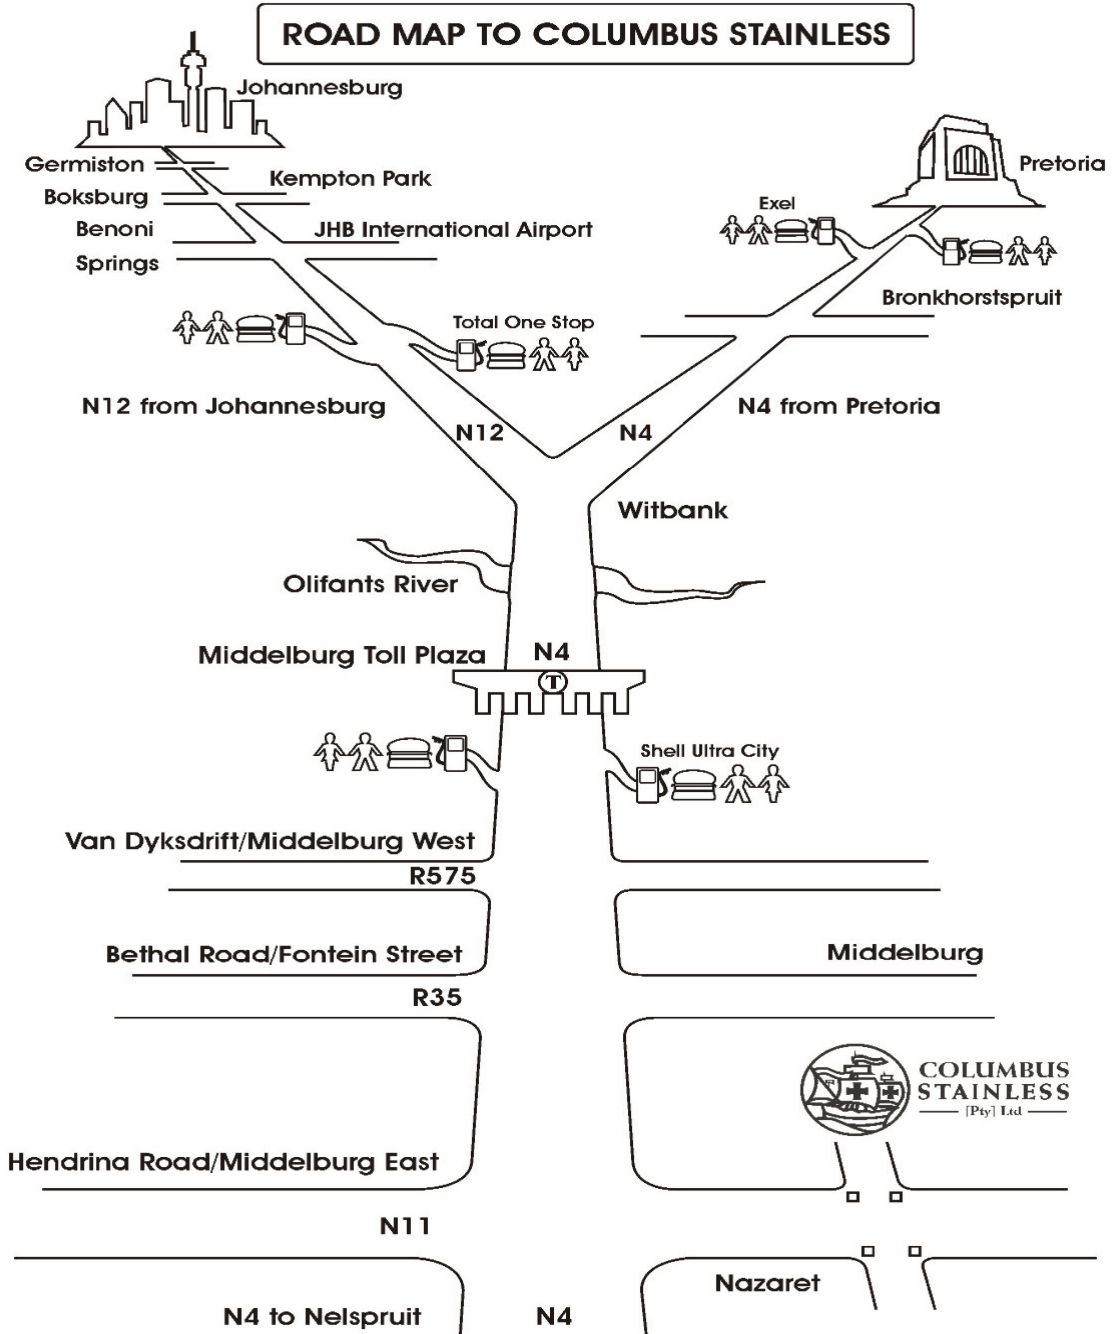 ROAD MAP TO COLUMBUS STAINLESS
Johannesburg
Germiston
Kempton Park
Pretoria
Boksburg
Exel
Benoni
JHB International Airport
Springs
Bronkhorstspruit
Total One Stop
N12 from Johannesburg
N4 from Pretoria
N12
N4
Witbank
Olifants River
Middelburg Toll Plaza
N4
T
Shell Ultra City
Van Dyksdrift/Middelburg West
R575
Bethal Road/Fontein Street
Middelburg
R35
COLUMBUS
STAINLESS
[Pty] Ltd
Hendrina Road/Middelburg East
N11
Nazaret
N4 to Nelspruit
N4